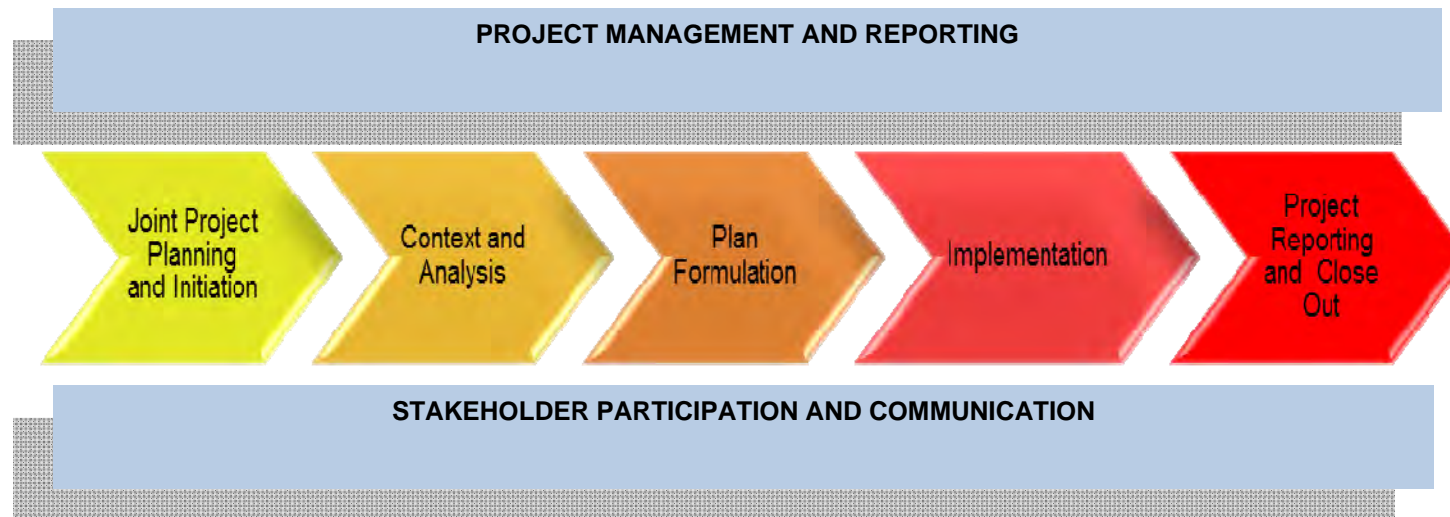 PROJECT MANAGEMENT AND REPORTING
Joint Project
Planning
and Initiation
Context and
Analysis
Plan
Formulation
Implementation
Project
Reporting
and Close
Out
STAKEHOLDER PARTICIPATION AND COMMUNICATION